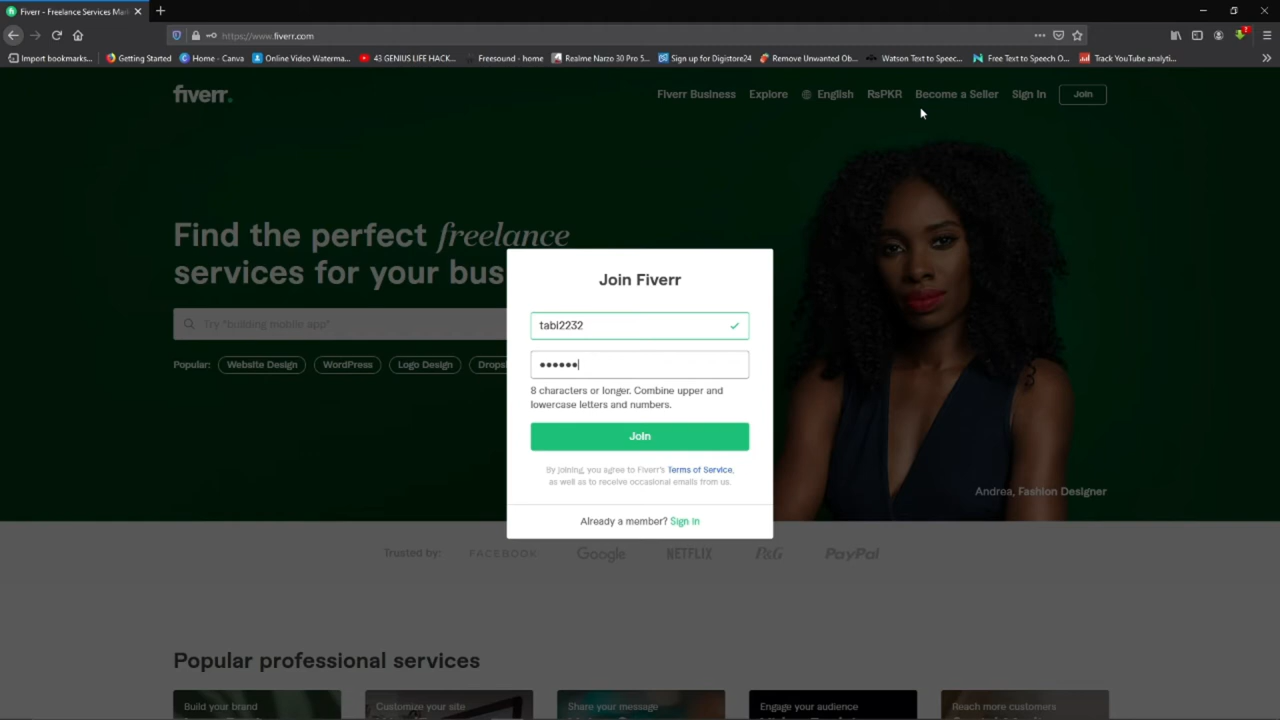 Fiverr - Freelance Services Mar
https://www.fiverr.com
Import bookmarks... Getting Started Home - Canva Online Video Waterma... 43 GENIUS LIFE HACK... Freesound - home Realme Narzo 30 Pro 5... Sign up for Digistore24 Remove Unwanted Ob... Watson Text to Speec... Free Text to Speech O... Track YouTube analyti...
fiverr. Fiverr Business Explore English RsPKR Become a Seller Sign In Join
Find the perfect freelance
services for your bus
Try "building mobile app"
Popular: Website Design WordPress Logo Design Drops
Join Fiverr
tabi2232
••••••
8 characters or longer. Combine upper and
lowercase letters and numbers.
Join
By joining, you agree to Fiverr's Terms of Service,
as well as to receive occasional emails from us.
Already a member? Sign In
Andrea, Fashion Designer
Trusted by: FACEBOOK Google NETFLIX P&G PayPal
Popular professional services
Build your brand Customize your site Share your message Engage your audience Reach more customers